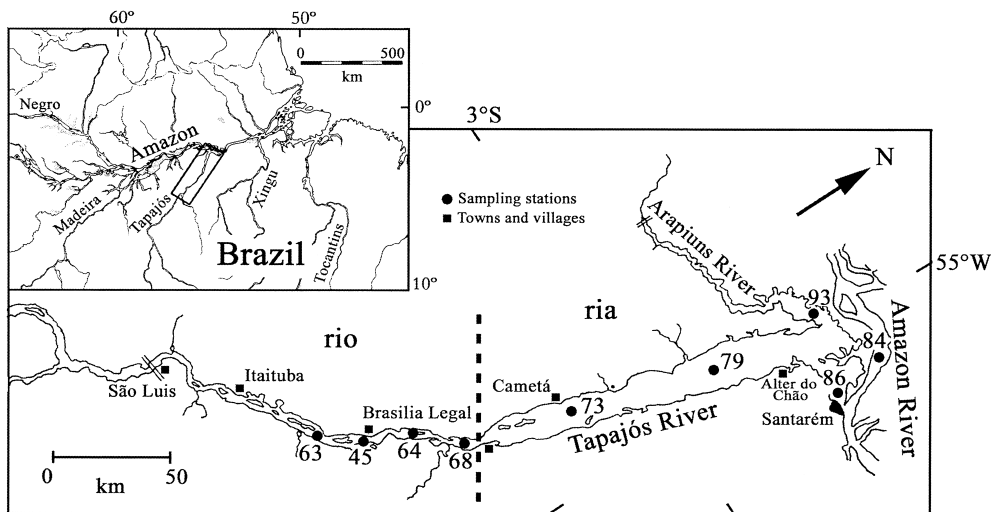 60°
50°
0
500
km
Negro
0°
Amazon
Madeira
Tapajós
Xingu
Tocantins
Brazil
10°
3°S
N
Sampling stations
Towns and villages
55°W
Arapiuns River
rio
ria
93
84
79
86
Amazon River
São Luis
Itaituba
Cametá
Alter do
Chão
Santarém
Brasilia Legal
73
Tapajós River
63
45
64
68
0
50
km